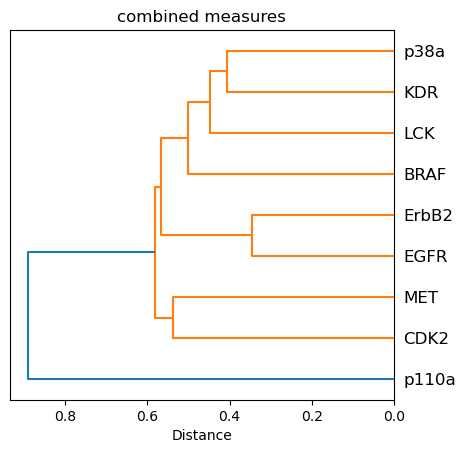 combined measures
p38a
KDR
LCK
BRAF
ErbB2
EGFR
MET
CDK2
p110a
0.8 0.6 0.4 0.2 0.0
Distance